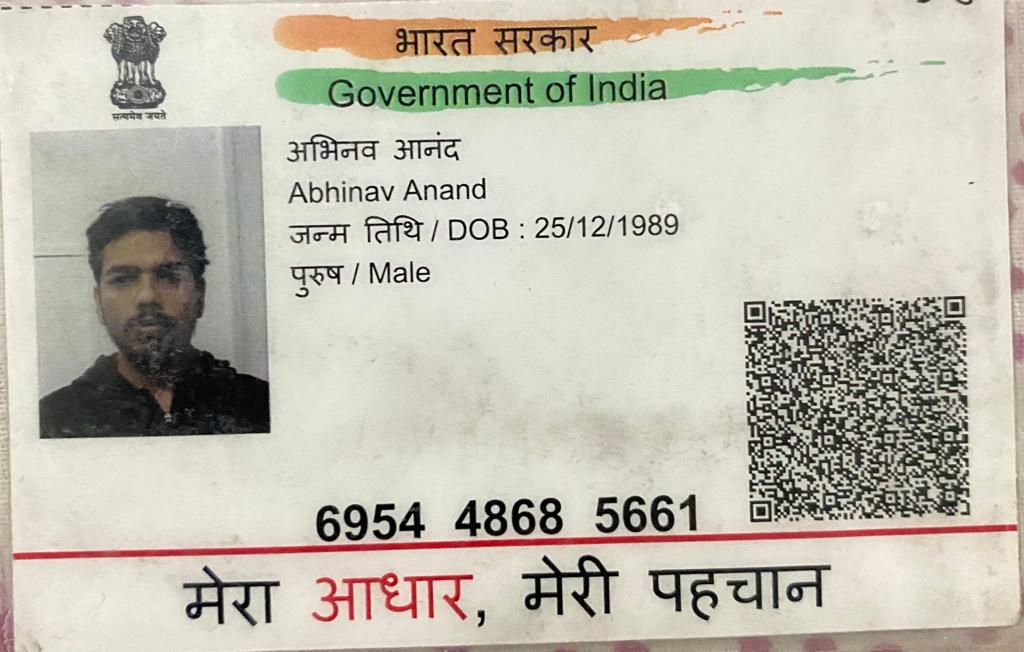 भारत सरकार
Government of India
सत्यमेव जयते
अभिनव आनंद
Abhinav Anand
जन्म तिथि / DOB : 25/12/1989
पुरुष / Male
6954 4868 5661
मेरा आधार, मेरी पहचान